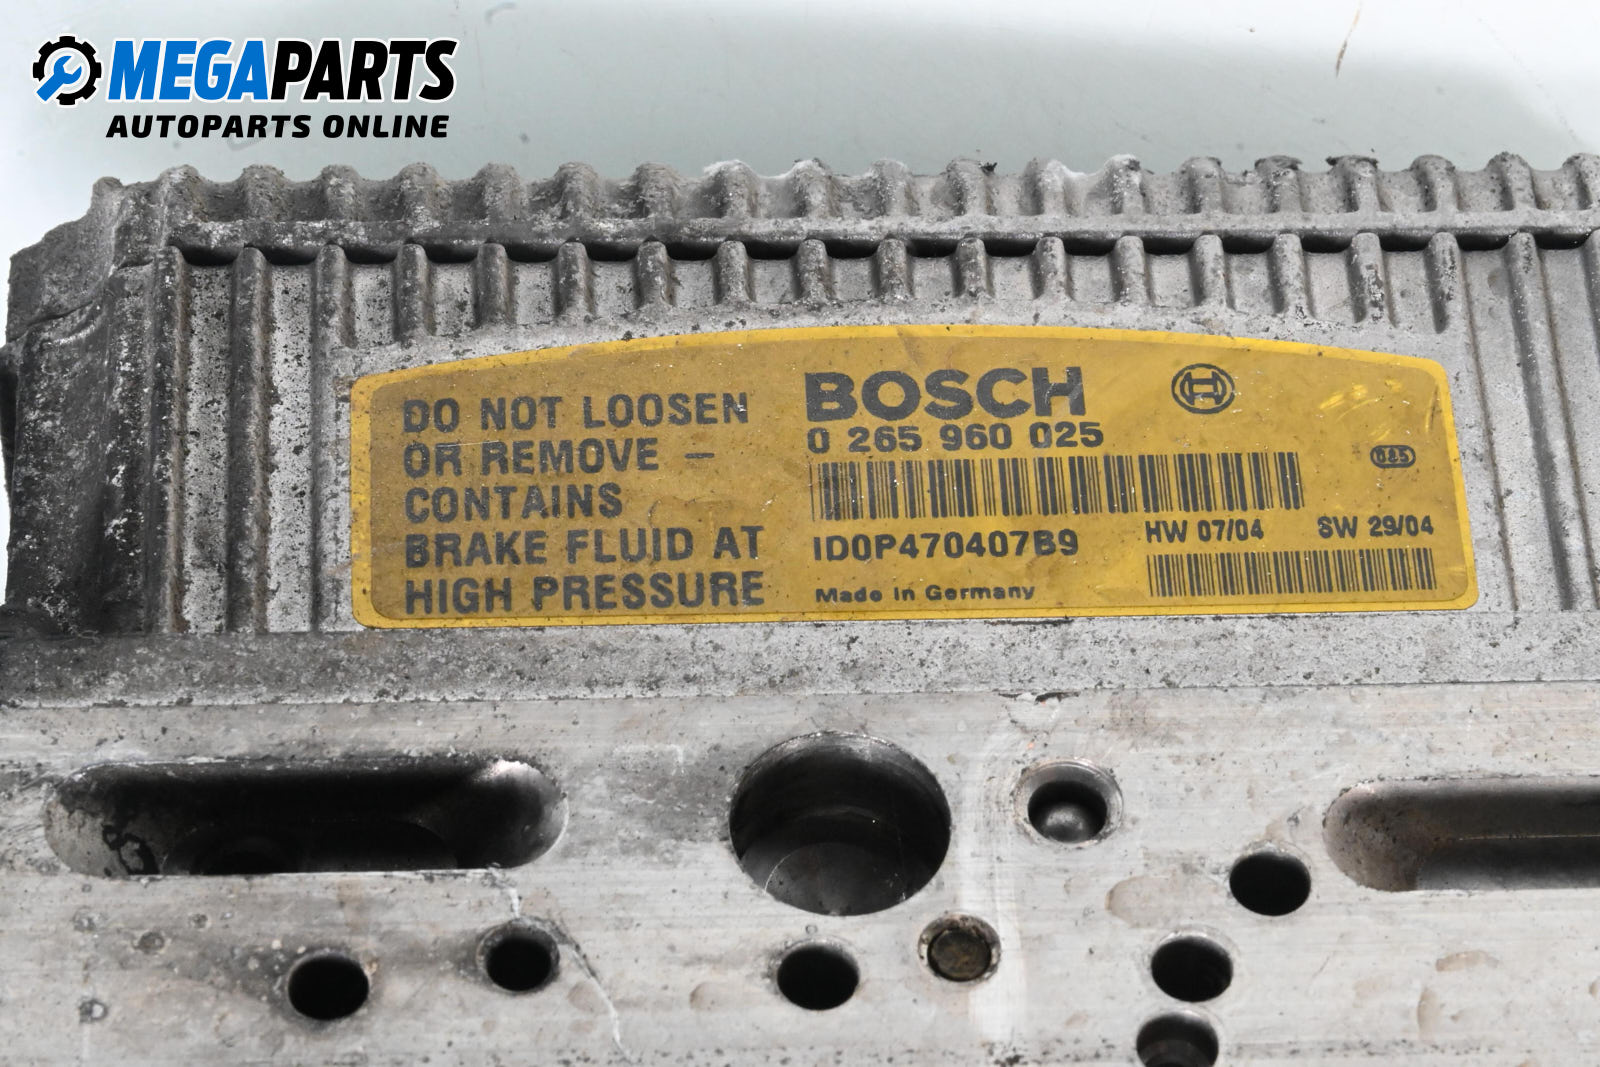 MEGAPARTS
AUTOPARTS ONLINE
DO NOT LOOSEN
OR REMOVE –
CONTAINS
BRAKE FLUID AT
HIGH PRESSURE
BOSCH
0 265 960 025
085
ID0P470407B9
HW 07/04 SW 29/04
Made in Germany